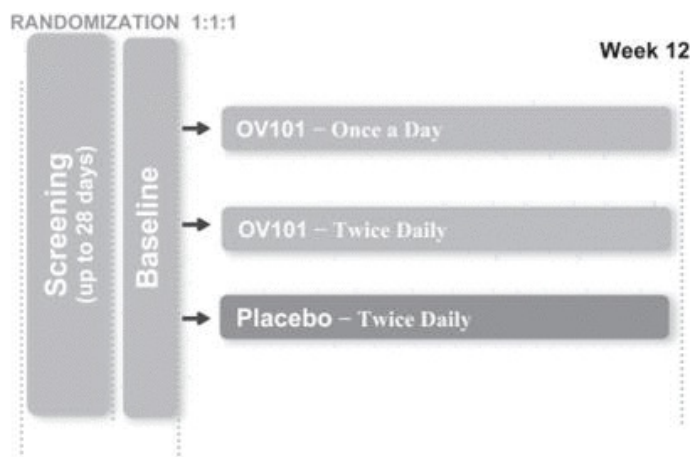 RANDOMIZATION 1:1:1
Week 12
Screening
(up to 28 days)
Baseline
OV101 – Once a Day
OV101 – Twice Daily
Placebo – Twice Daily